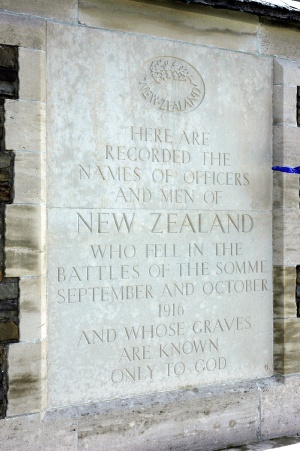 NEW ZEALAND
HERE ARE
RECORDED THE
NAMES OF OFFICERS
AND MEN OF
NEW ZEALAND
WHO FELL IN THE
BATTLES OF THE SOMME
SEPTEMBER AND OCTOBER
1916
AND WHOSE GRAVES
ARE KNOWN
ONLY TO GOD